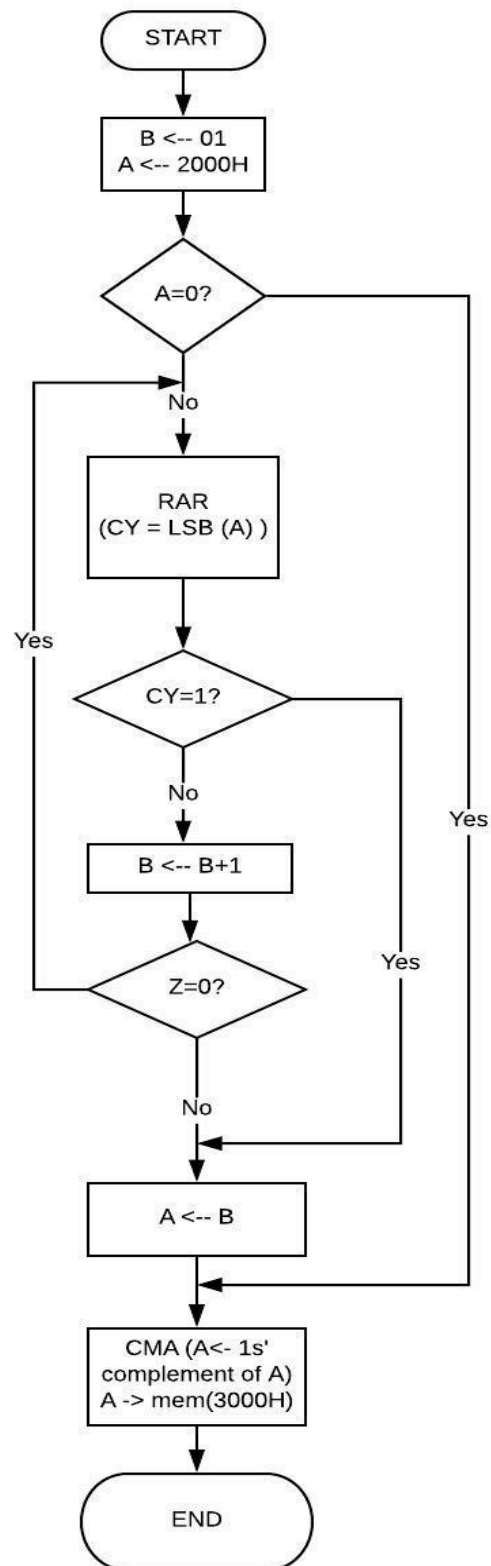 START
B <-- 01
A <-- 2000H
A=0?
No
RAR
(CY = LSB (A) )
Yes
CY=1?
No
Yes
B <-- B+1
Yes
Z=0?
No
A <-- B
CMA (A<- 1s'
complement of A)
A -> mem(3000H)
END